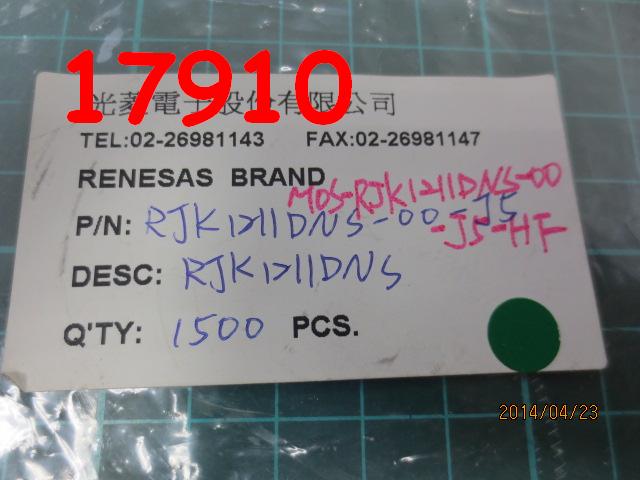 17910
光菱電子股份有限公司
TEL:02-26981143 FAX:02-26981147
RENESAS BRAND
MOS-RJK1211DNS-00
P/N: RJK1211DNS-00-J5
-J5-HF
DESC: RJK1211DNS
Q'TY: 1500 PCS.
2014/04/23